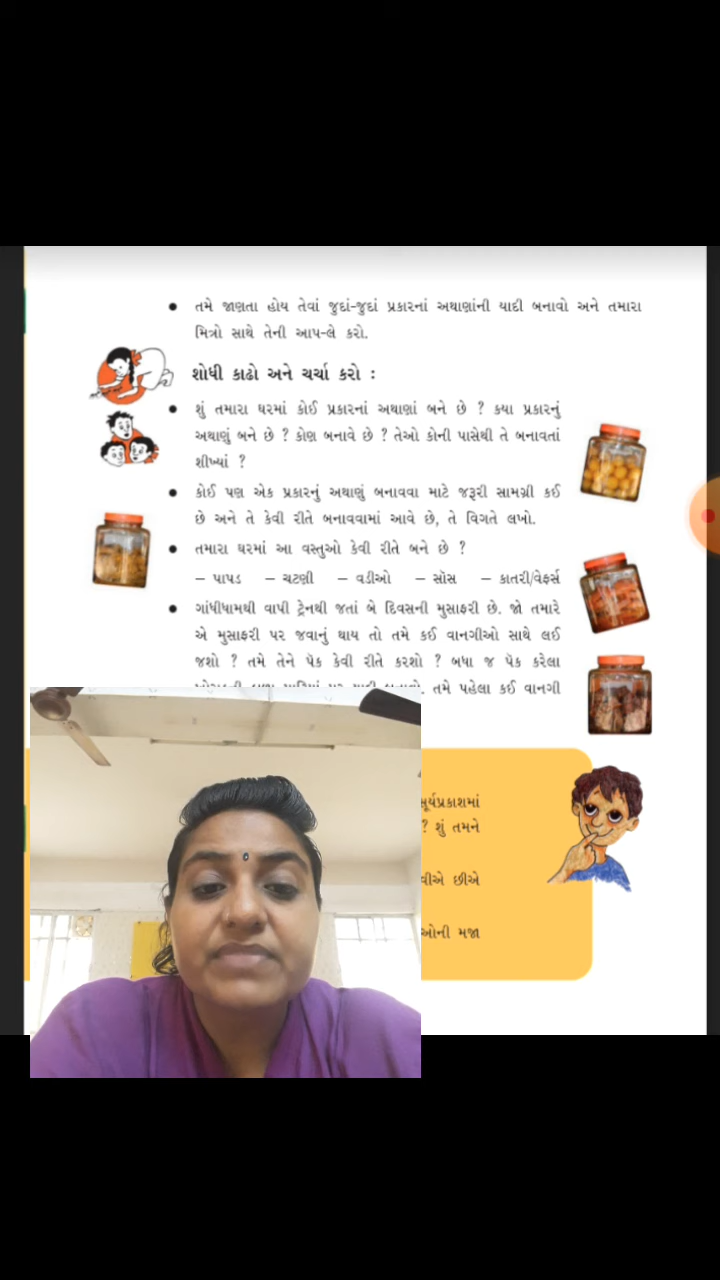 ● તમે જાણતા હોય તેવાં જુદાં-જુદાં પ્રકારનાં અથાણાંની યાદી બનાવો અને તમારા
મિત્રો સાથે તેની આપ-લે કરો.
શોધી કાઢો અને ચર્ચા કરો :
● શું તમારા ઘરમાં કોઈ પ્રકારનાં અથાણાં બને છે ? ક્યા પ્રકારનું
અથાણું બને છે ? કોણ બનાવે છે ? તેઓ કોની પાસેથી તે બનાવતાં
શીખ્યાં ?
● કોઈ પણ એક પ્રકારનું અથાણું બનાવવા માટે જરૂરી સામગ્રી કઈ
છે અને તે કેવી રીતે બનાવવામાં આવે છે, તે વિગતે લખો.
● તમારા ઘરમાં આ વસ્તુઓ કેવી રીતે બને છે ?
– પાપડ – ચટણી – વડીઓ – સૉસ – કાતરી/વેફર્સ
● ગાંધીધામથી વાપી ટ્રેનથી જતાં બે દિવસની મુસાફરી છે. જો તમારે
એ મુસાફરી પર જવાનું થાય તો તમે કઈ વાનગીઓ સાથે લઈ
જશો ? તમે તેને પૅક કેવી રીતે કરશો ? બધા જ પૅક કરેલા
તમે પહેલા કઈ વાનગી
સૂર્યપ્રકાશમાં
? શું તમને
વીએ છીએ
ઓની મજા